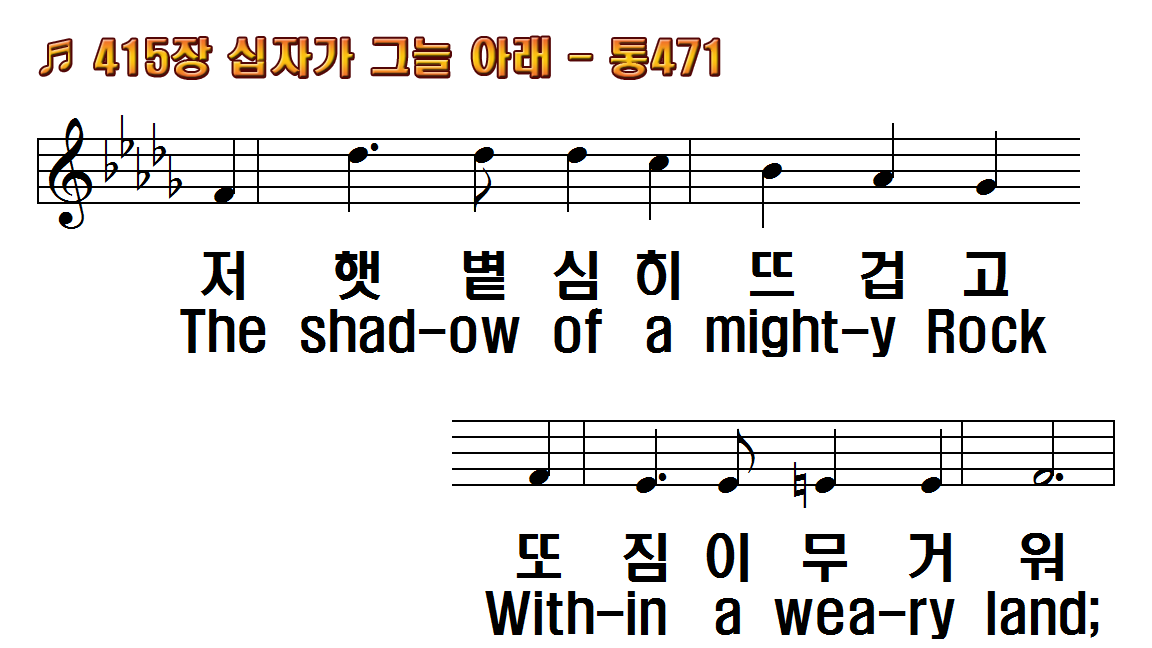 ♬ 415장 십자가 그늘 아래 - 통471
저 햇 볕 심 히 뜨 겁 고
The shad-ow of a might-y Rock
또 짐 이 무 거 워
With-in a wea-ry land;